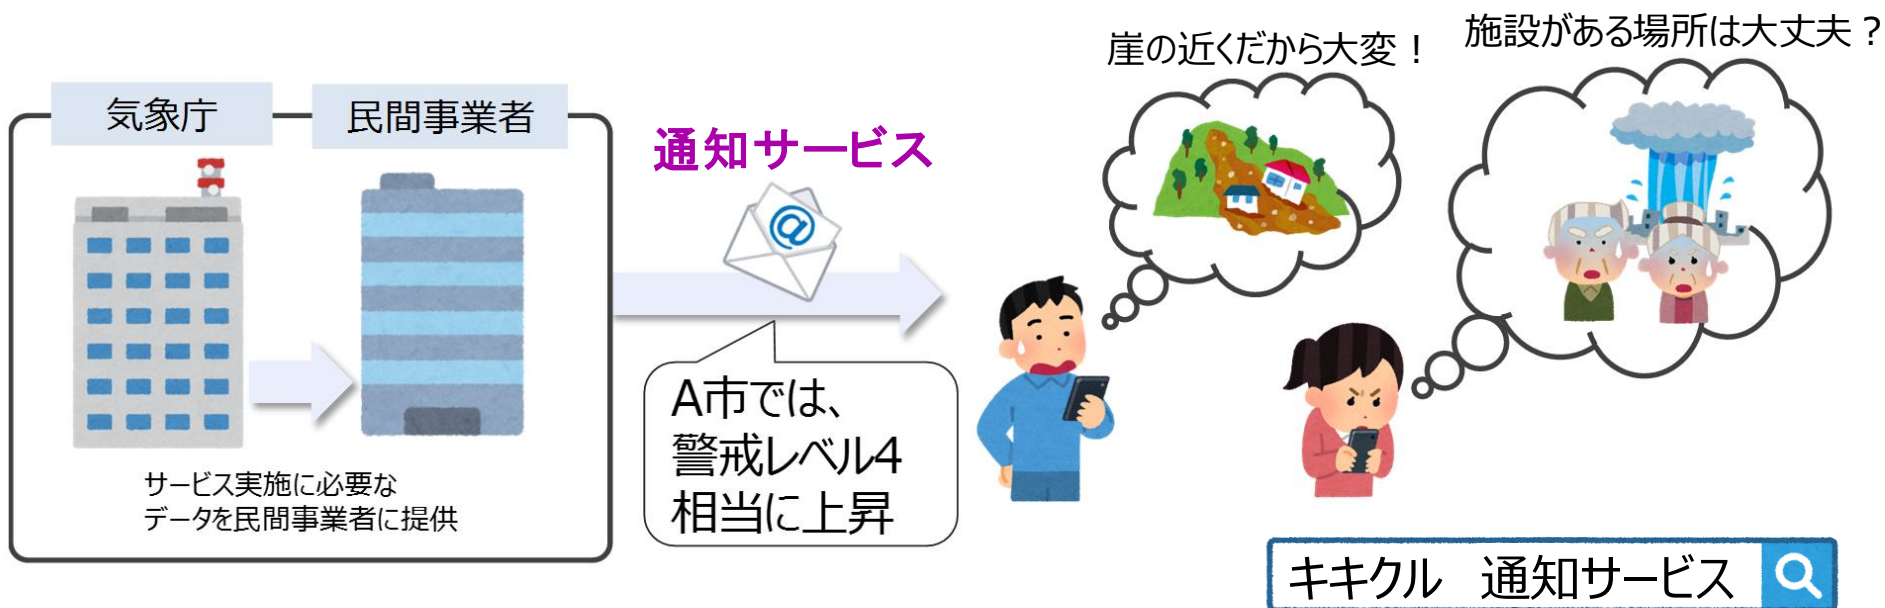 崖の近くだから大変！
施設がある場所は大丈夫？
気象庁
民間事業者
通知サービス
@
サービス実施に必要な
データを民間事業者に提供
A市では、
警戒レベル4
相当に上昇
キキクル　通知サービス